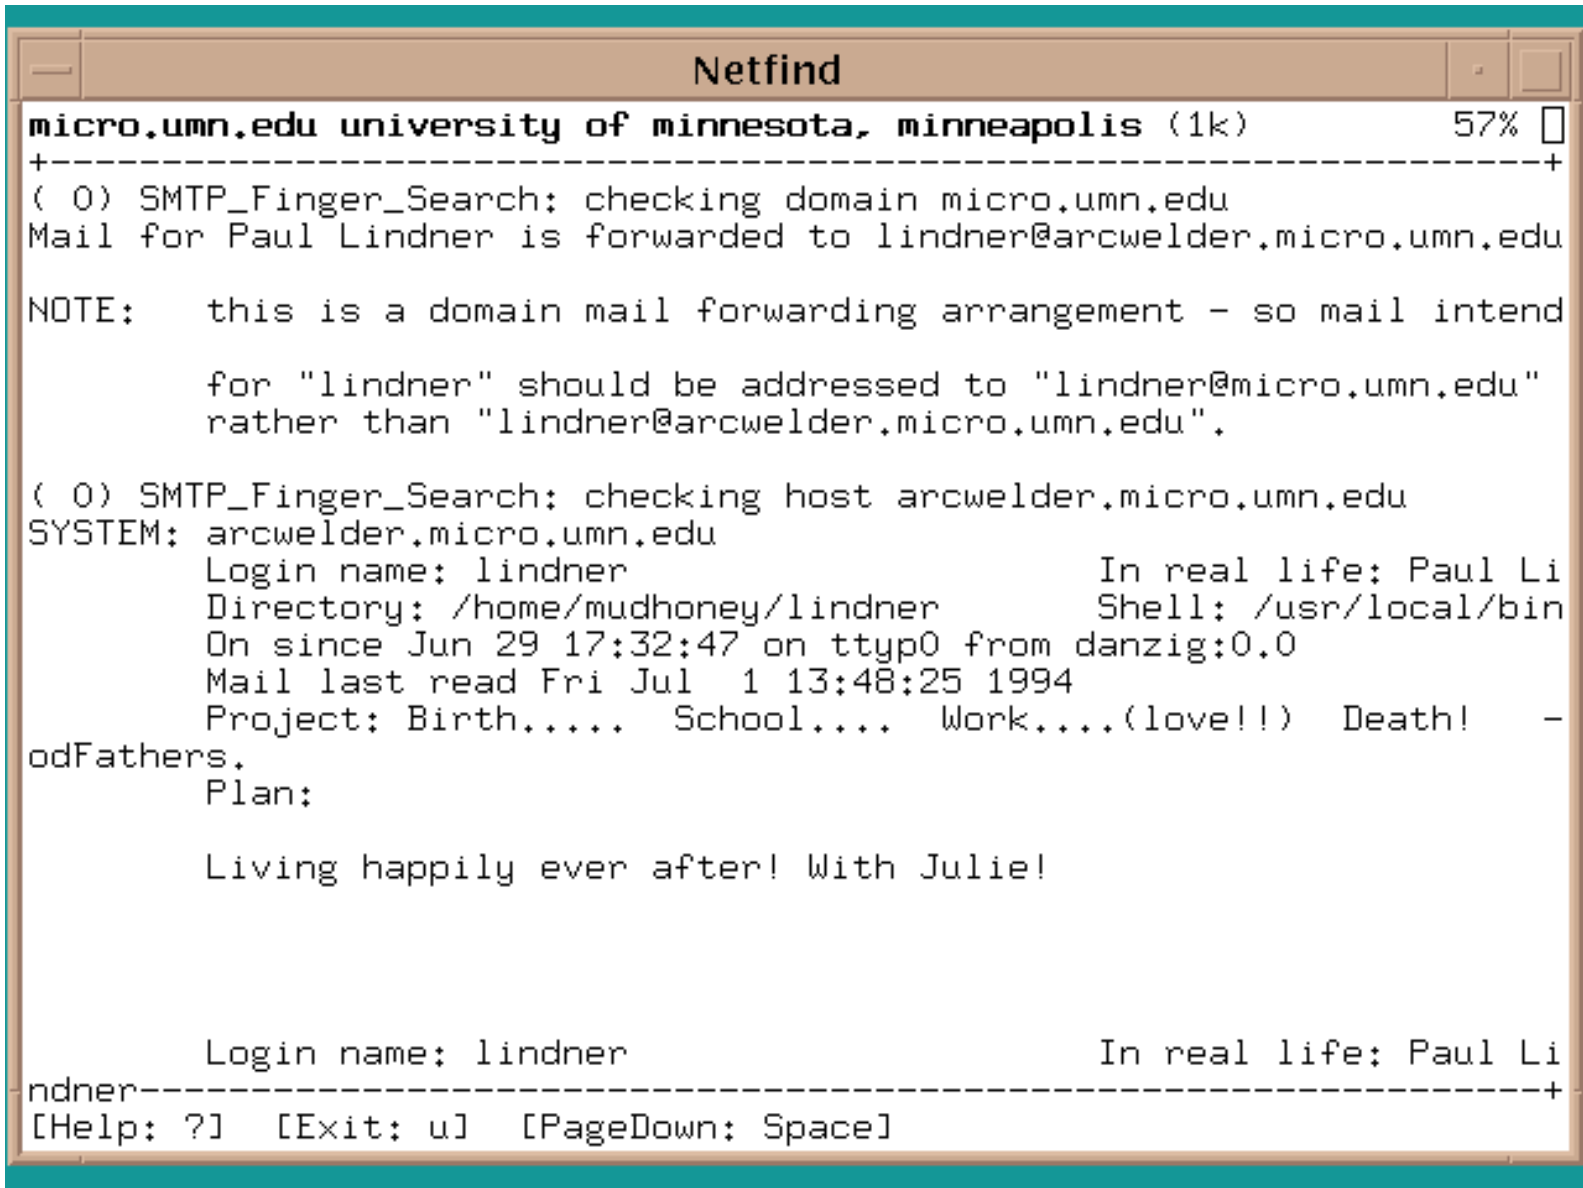 Netfind
micro.umn.edu university of minnesota, minneapolis (1k) 57%
+--------------------------------------------------------------------+
( 0) SMTP_Finger_Search: checking domain micro.umn.edu
Mail for Paul Lindner is forwarded to lindner@arcwelder.micro.umn.edu
NOTE: this is a domain mail forwarding arrangement - so mail intend
for "lindner" should be addressed to "lindner@micro.umn.edu"
rather than "lindner@arcwelder.micro.umn.edu".
( 0) SMTP_Finger_Search: checking host arcwelder.micro.umn.edu
SYSTEM: arcwelder.micro.umn.edu
Login name: lindner In real life: Paul Li
Directory: /home/mudhoney/lindner Shell: /usr/local/bin
On since Jun 29 17:32:47 on ttyp0 from danzig:0.0
Mail last read Fri Jul  1 13:48:25 1994
Project: Birth..... School.... Work....(love!!) Death! -
odFathers.
Plan:
Living happily ever after! With Julie!
Login name: lindner In real life: Paul Li
ndner----------------------------------------------------------------+
[Help: ?] [Exit: u] [PageDown: Space]